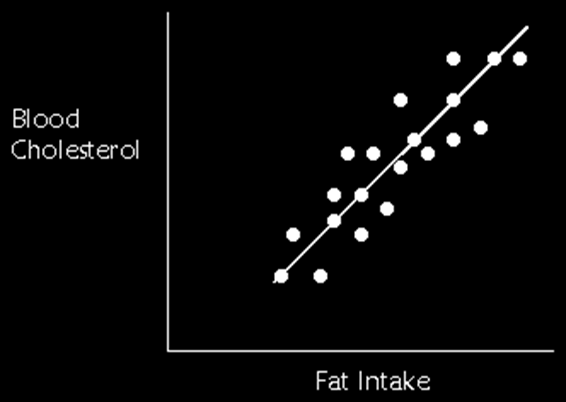 Blood
Cholesterol
Fat Intake